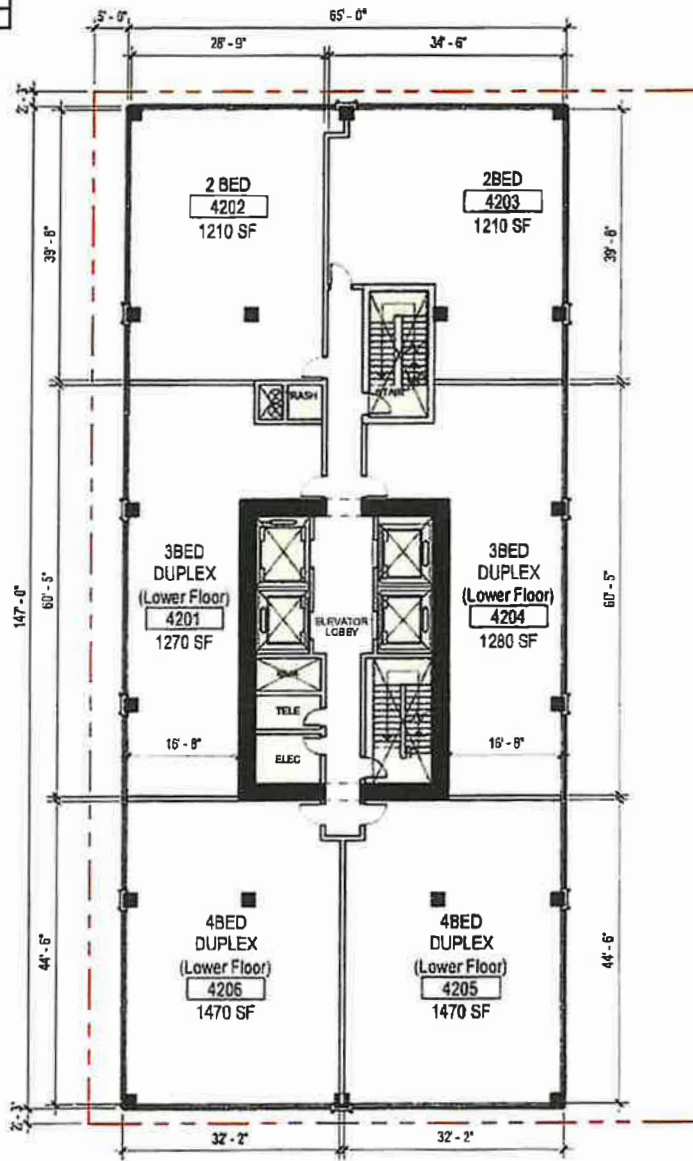 5'-6"
65'-0"
28'-9"
34'-6"
2'-3"
2 BED
4202
1210 SF
2BED
4203
1210 SF
39'-6"
39'-6"
TRASH
STAIR
3BED
DUPLEX
(Lower Floor)
4201
1270 SF
3BED
DUPLEX
(Lower Floor)
4204
1280 SF
ELEVATOR
LOBBY
147'-0"
60'-5"
60'-5"
TELE
ELEC
16'-8"
16'-8"
4BED
DUPLEX
(Lower Floor)
4206
1470 SF
4BED
DUPLEX
(Lower Floor)
4205
1470 SF
44'-6"
44'-6"
2'-3"
32'-2"
32'-2"